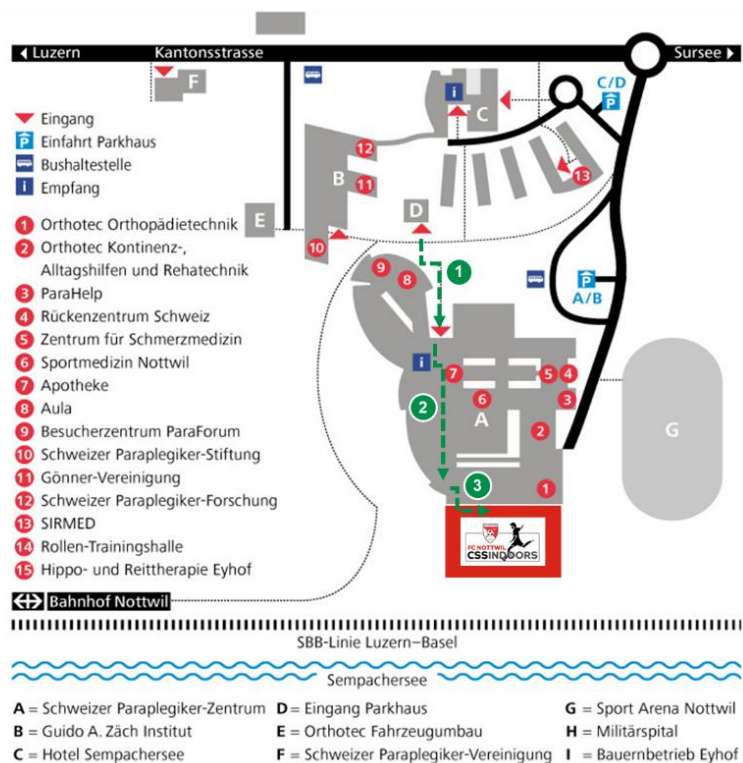 Luzern Kantonsstrasse Sursee
F
C/D
P
i
C
Eingang
P Einfahrt Parkhaus
Bushaltestelle
i Empfang
12
B
11
13
E
D
10
1
9
8
P
A/B
1 Orthotec Orthopädietechnik
2 Orthotec Kontinenz-,
Alltagshilfen und Rehatechnik
3 ParaHelp
4 Rückenzentrum Schweiz
5 Zentrum für Schmerzmedizin
6 Sportmedizin Nottwil
7 Apotheke
8 Aula
9 Besucherzentrum ParaForum
10 Schweizer Paraplegiker-Stiftung
11 Gönner-Vereinigung
12 Schweizer Paraplegiker-Forschung
13 SIRMED
14 Rollen-Trainingshalle
15 Hippo- und Reittherapie Eyhof
i
7
5
4
6
3
2
A
2
G
3
1
FC NOTTWIL
CSSINDOORS
Bahnhof Nottwil
SBB-Linie Luzern–Basel
Sempachersee
A = Schweizer Paraplegiker-Zentrum
B = Guido A. Zäch Institut
C = Hotel Sempachersee
D = Eingang Parkhaus
E = Orthotec Fahrzeugumbau
F = Schweizer Paraplegiker-Vereinigung
G = Sport Arena Nottwil
H = Militärspital
I = Bauernbetrieb Eyhof